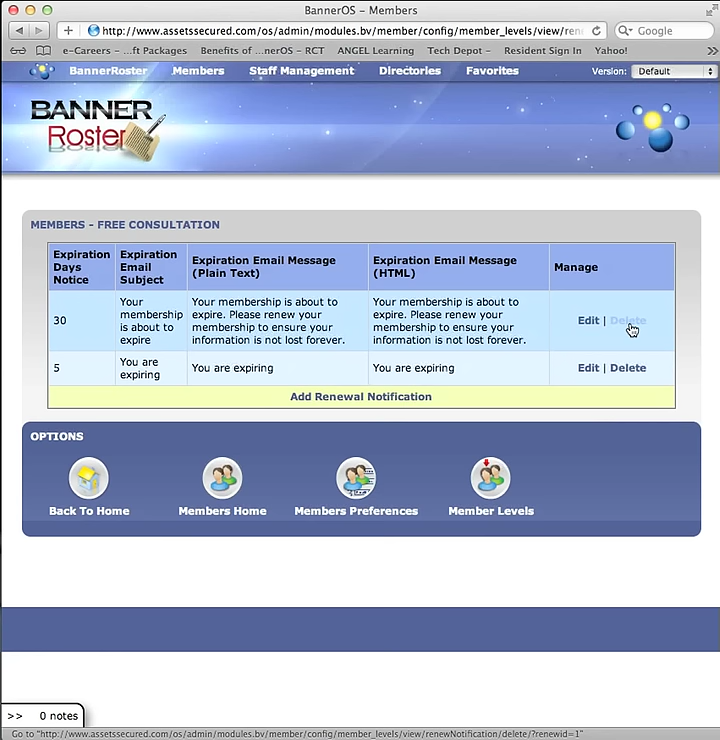 BannerOS – Members
http://www.assetssecured.com/os/admin/modules.bv/member/config/member_levels/view/ren
Google
e-Careers – ...ft Packages Benefits of ...nerOS – RCT ANGEL Learning Tech Depot – Resident Sign In Yahoo!
BannerRoster Members Staff Management Directories Favorites Version: Default
BANNER
Roster
MEMBERS - FREE CONSULTATION
Expiration Days Notice
Expiration Email Subject
Expiration Email Message (Plain Text)
Expiration Email Message (HTML)
Manage
30
Your membership is about to expire
Your membership is about to expire. Please renew your membership to ensure your information is not lost forever.
Your membership is about to expire. Please renew your membership to ensure your information is not lost forever.
Edit | Delete
5
You are expiring
You are expiring
You are expiring
Edit | Delete
Add Renewal Notification
OPTIONS
Back To Home Members Home Members Preferences Member Levels
>> 0 notes
Go to "http://www.assetssecured.com/os/admin/modules.bv/member/config/member_levels/view/renewNotification/delete/?renewid=1"